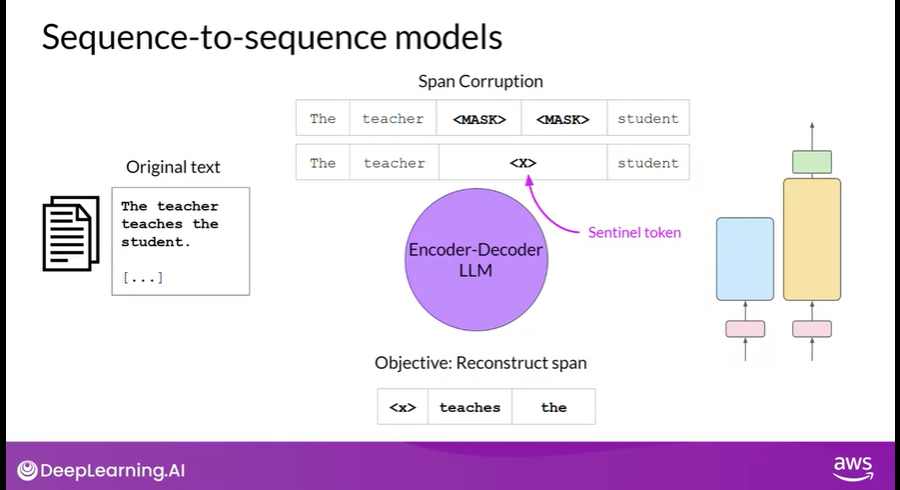 Sequence-to-sequence models
Span Corruption
The teacher <MASK> <MASK> student
The teacher <X> student
Original text
The teacher
teaches the
student.
[...]
Sentinel token
Encoder-Decoder
LLM
Objective: Reconstruct span
<x> teaches the
DeepLearning.AI
aws